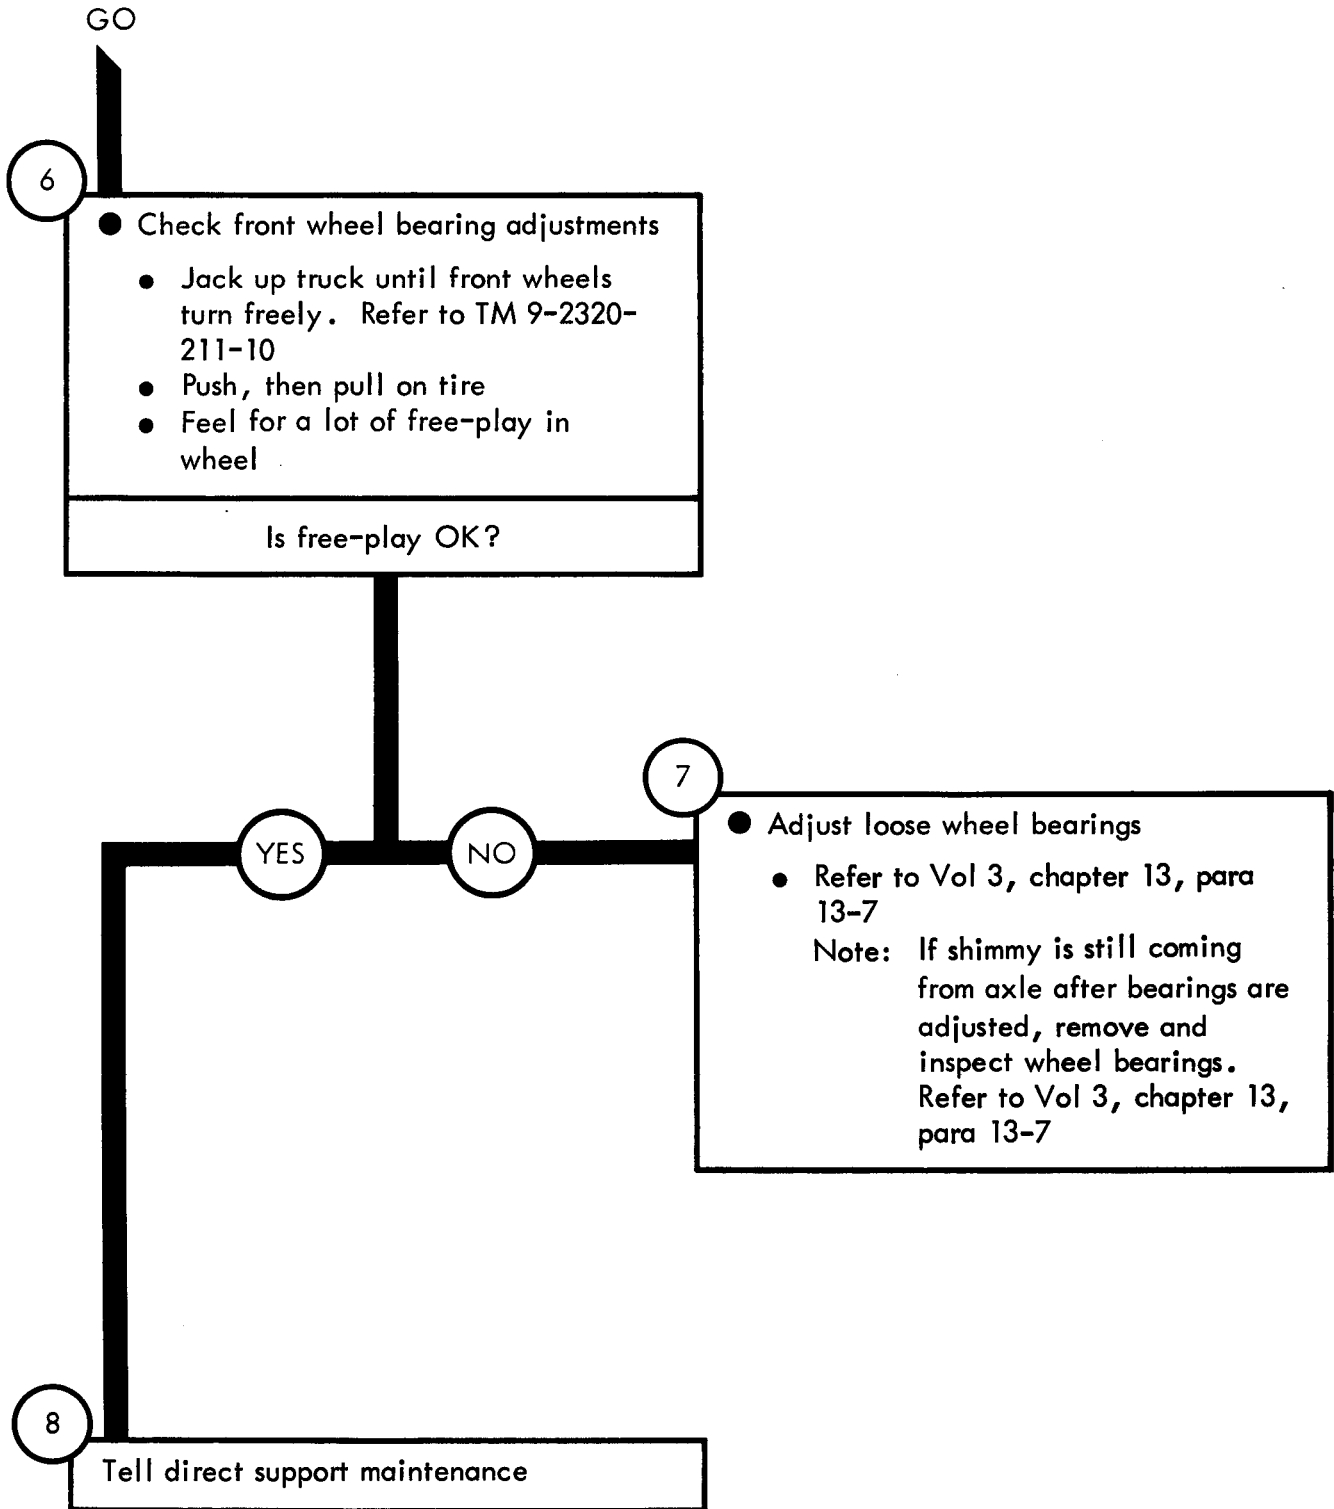 GO
6
● Check front wheel bearing adjustments
● Jack up truck until front wheels
turn freely. Refer to TM 9-2320-
211-10
● Push, then pull on tire
● Feel for a lot of free-play in
wheel
Is free-play OK?
YES
NO
7
● Adjust loose wheel bearings
● Refer to Vol 3, chapter 13, para
13-7
Note: If shimmy is still coming
from axle after bearings are
adjusted, remove and
inspect wheel bearings.
Refer to Vol 3, chapter 13,
para 13-7
8
Tell direct support maintenance